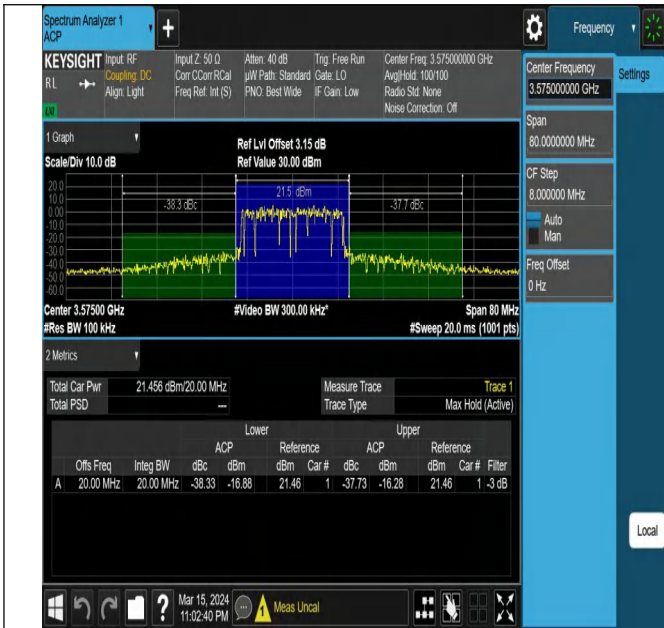 Spectrum Analyzer 1
ACP
Frequency
KEYSIGHT
RL
LXI
Input: RF
Coupling: DC
Align: Light
Input Z: 50 Ω
Corr CCorr RCal
Freq Ref: Int (S)
Atten: 40 dB
µW Path: Standard
PNO: Best Wide
Trig: Free Run
Gate: LO
IF Gain: Low
Center Freq: 3.575000000 GHz
Avg|Hold: 100/100
Radio Std: None
Noise Correction: Off
Center Frequency
3.575000000 GHz
Settings
Span
80.0000000 MHz
CF Step
8.000000 MHz
Auto
Man
Freq Offset
0 Hz
Local
1 Graph
Scale/Div 10.0 dB
Ref Lvl Offset 3.15 dB
Ref Value 30.00 dBm
20.0
10.0
0.00
-10.0
-20.0
-30.0
-40.0
-50.0
-60.0
-38.3 dBc
21.5 dBm
-37.7 dBc
Center 3.57500 GHz
#Video BW 300.00 kHz*
Span 80 MHz
#Res BW 100 kHz
#Sweep 20.0 ms (1001 pts)
2 Metrics
Total Car Pwr 21.456 dBm/20.00 MHz
Total PSD ---
Measure Trace Trace 1
Trace Type Max Hold (Active)
Lower Upper
ACP Reference ACP Reference
Offs Freq Integ BW dBc dBm dBm Car # dBc dBm dBm Car # Filter
A 20.00 MHz 20.00 MHz -38.33 -16.88 21.46 1 -37.73 -16.28 21.46 1 -3 dB
?
Mar 15, 2024
11:02:40 PM
1
Meas Uncal